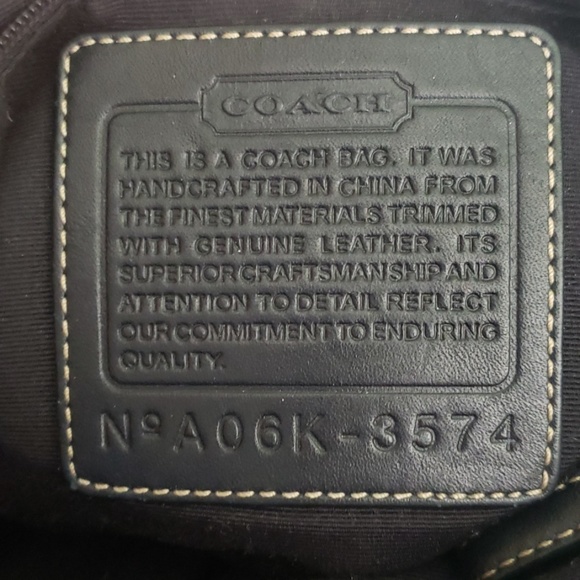 COACH
THIS IS A COACH BAG. IT WAS
HANDCRAFTED IN CHINA FROM
THE FINEST MATERIALS TRIMMED
WITH GENUINE LEATHER. ITS
SUPERIOR CRAFTSMANSHIP AND
ATTENTION TO DETAIL REFLECT
OUR COMMITMENT TO ENDURING
QUALITY.
Nº A06K-3574